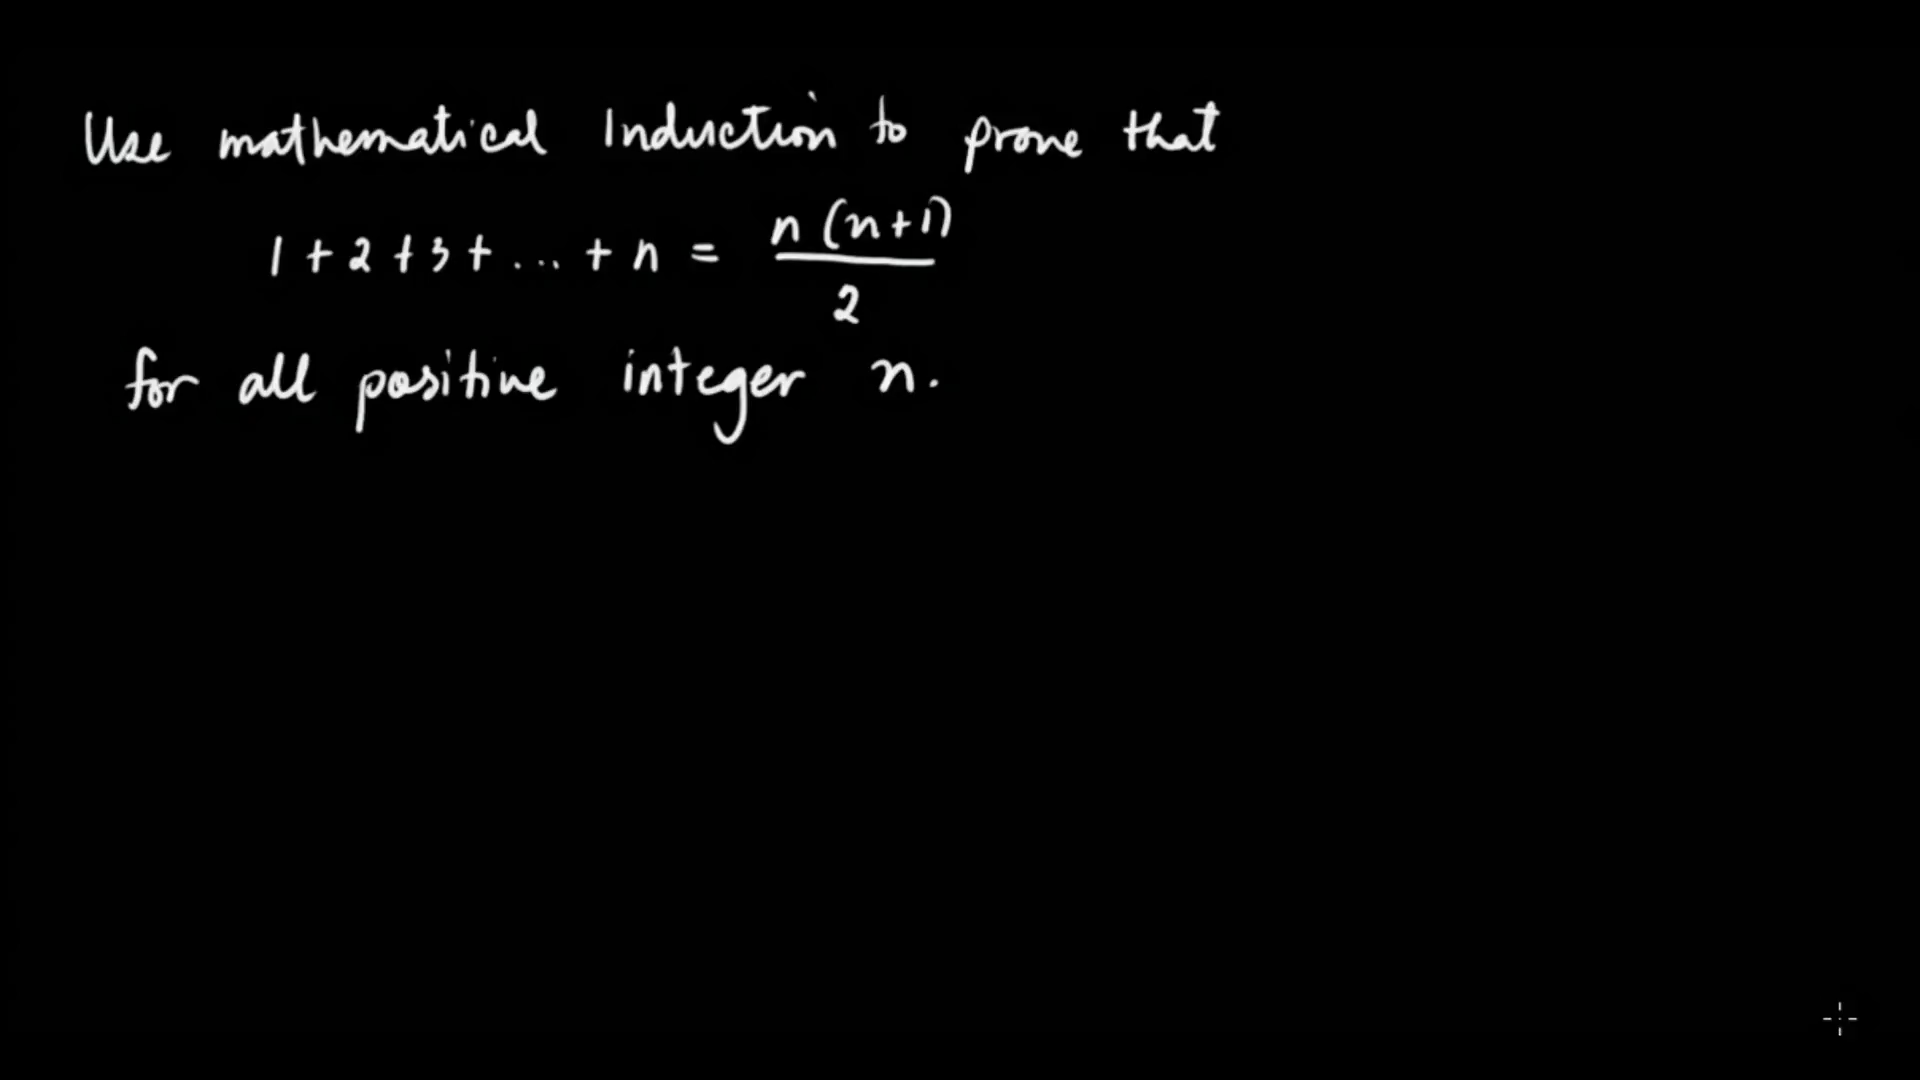 Use mathematical Induction to prove that
1 + 2 + 3 + ... + n = n (n+1) / 2
for all positive integer n.